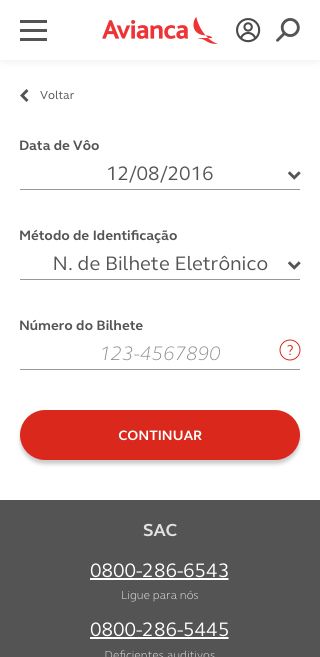 Avianca
Voltar
Data de Vôo
12/08/2016
Método de Identificação
N. de Bilhete Eletrônico
Número do Bilhete
123-4567890
?
CONTINUAR
SAC
0800-286-6543
Ligue para nós
0800-286-5445
Deficientes auditivos